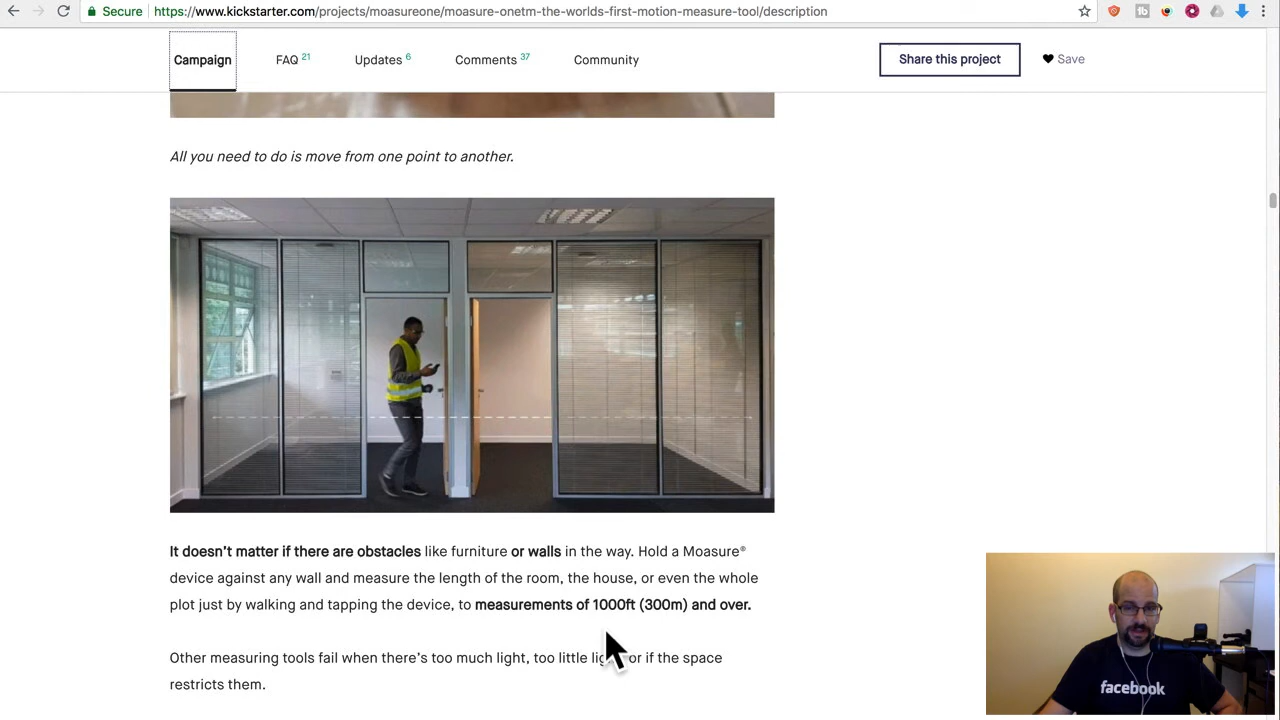 Secure https://www.kickstarter.com/projects/moasureone/moasure-onetm-the-worlds-first-motion-measure-tool/description
Campaign FAQ 21 Updates 6 Comments 37 Community Share this project Save
All you need to do is move from one point to another.
It doesn't matter if there are obstacles like furniture or walls in the way. Hold a Moasure®
device against any wall and measure the length of the room, the house, or even the whole
plot just by walking and tapping the device, to measurements of 1000ft (300m) and over.
Other measuring tools fail when there's too much light, too little or if the space
restricts them.
facebook